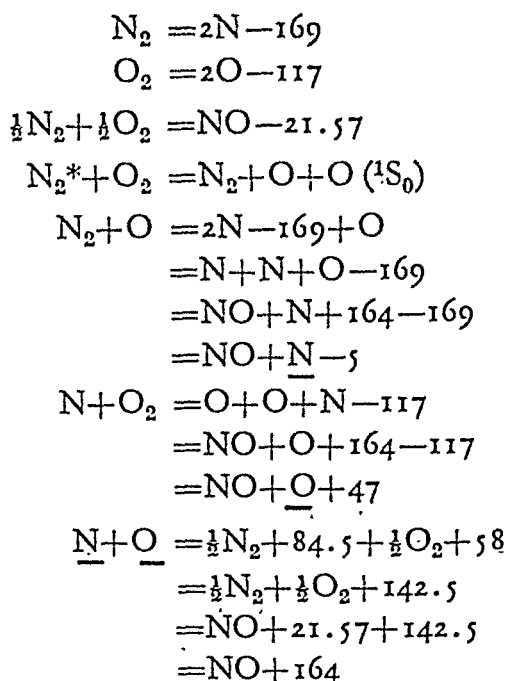 N₂ =2N—169
O₂ =2O—117
½N₂+½O₂ =NO—21.57
N₂*+O₂ =N₂+O+O (¹S₀)
N₂+O =2N—169+O
=N+N+O—169
=NO+N+164—169
=NO+N—5
N+O₂ =O+O+N—117
=NO+O+164—117
=NO+O+47
N+O =½N₂+84.5+½O₂+58
=½N₂+½O₂+142.5
=NO+21.57+142.5
=NO+164